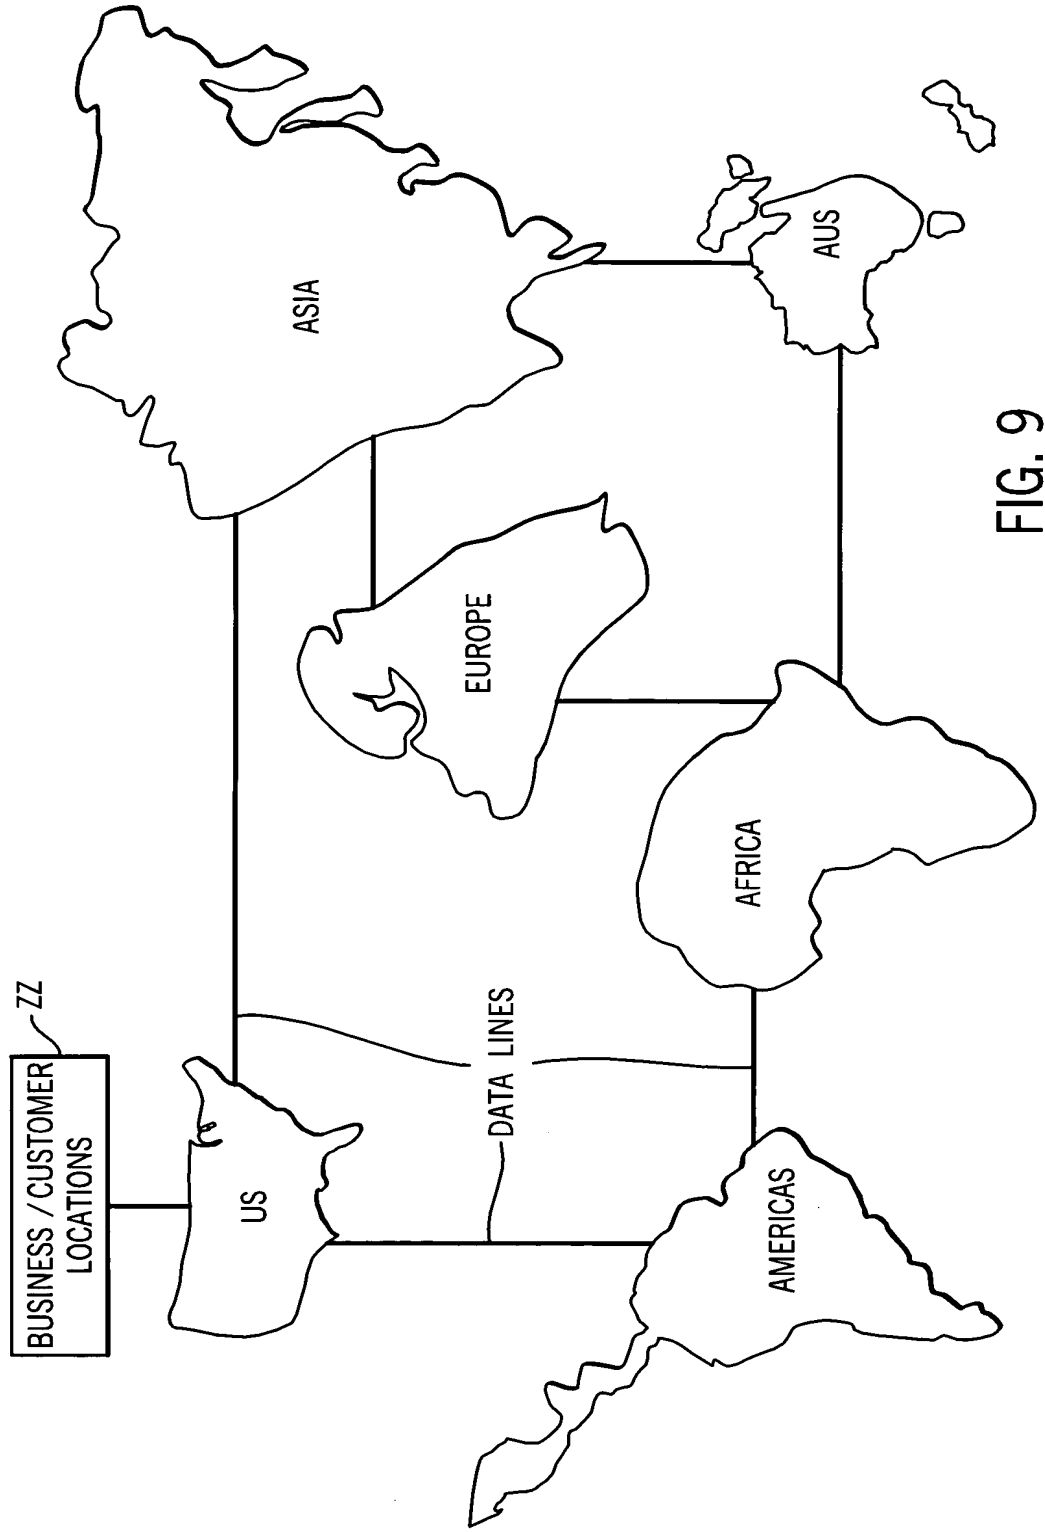 BUSINESS / CUSTOMER
LOCATIONS
ZZ
US
ASIA
DATA LINES
EUROPE
AMERICAS
AFRICA
AUS
FIG. 9